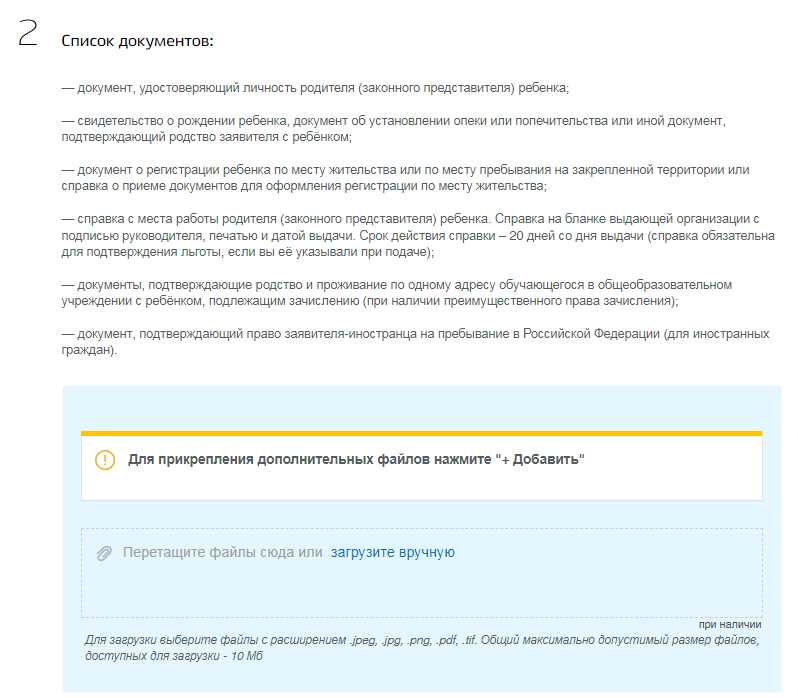 2
Список документов:
— документ, удостоверяющий личность родителя (законного представителя) ребенка;
— свидетельство о рождении ребенка, документ об установлении опеки или попечительства или иной документ,
подтверждающий родство заявителя с ребёнком;
— документ о регистрации ребенка по месту жительства или по месту пребывания на закрепленной территории или
справка о приеме документов для оформления регистрации по месту жительства;
— справка с места работы родителя (законного представителя) ребенка. Справка на бланке выдающей организации с
подписью руководителя, печатью и датой выдачи. Срок действия справки – 20 дней со дня выдачи (справка обязательна
для подтверждения льготы, если вы её указывали при подаче);
— документы, подтверждающие родство и проживание по одному адресу обучающегося в общеобразовательном
учреждении с ребёнком, подлежащим зачислению (при наличии преимущественного права зачисления);
— документ, подтверждающий право заявителя-иностранца на пребывание в Российской Федерации (для иностранных
граждан).
Для прикрепления дополнительных файлов нажмите "+ Добавить"
Перетащите файлы сюда или загрузите вручную
при наличии
Для загрузки выберите файлы с расширением .jpeg, .jpg, .png, .pdf, .tif. Общий максимально допустимый размер файлов,
доступных для загрузки - 10 Мб